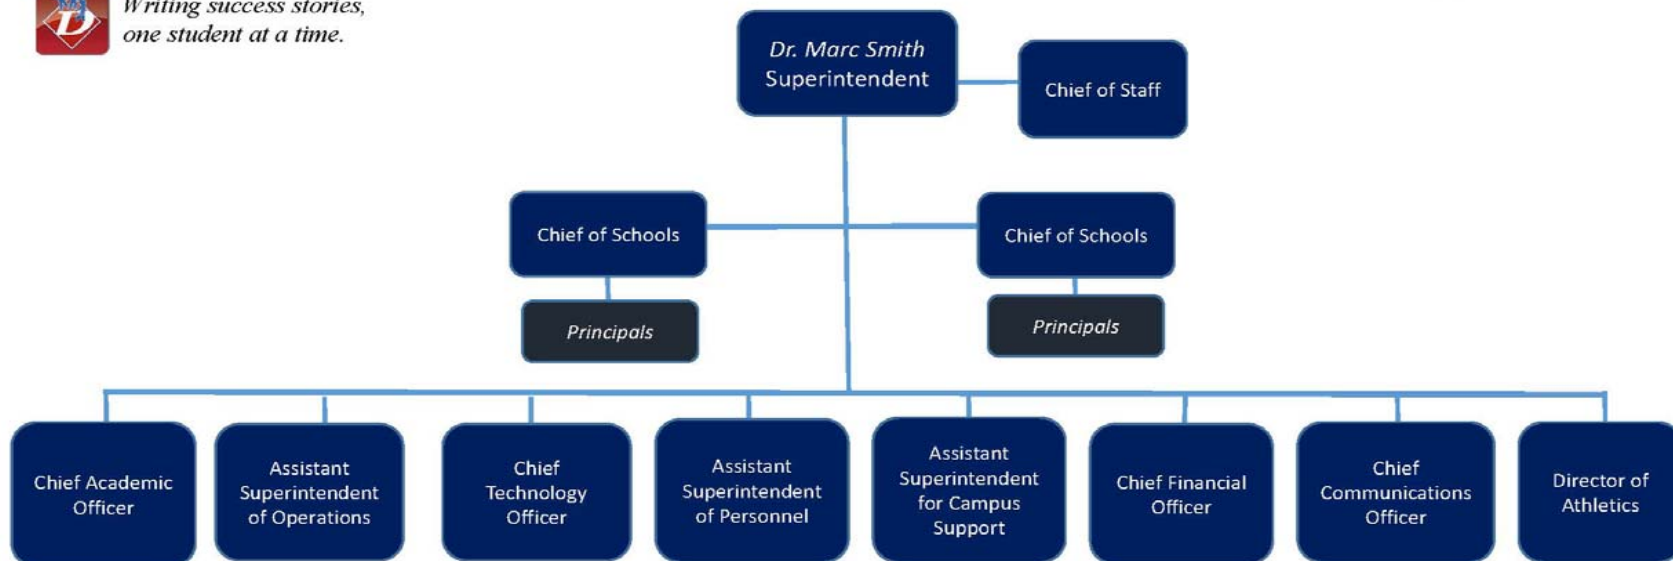 Writing success stories,
one student at a time.
Dr. Marc Smith
Superintendent
Chief of Staff
Chief of Schools
Chief of Schools
Principals
Principals
Chief Academic
Officer
Assistant
Superintendent
of Operations
Chief
Technology
Officer
Assistant
Superintendent
of Personnel
Assistant
Superintendent
for Campus
Support
Chief Financial
Officer
Chief
Communications
Officer
Director of
Athletics